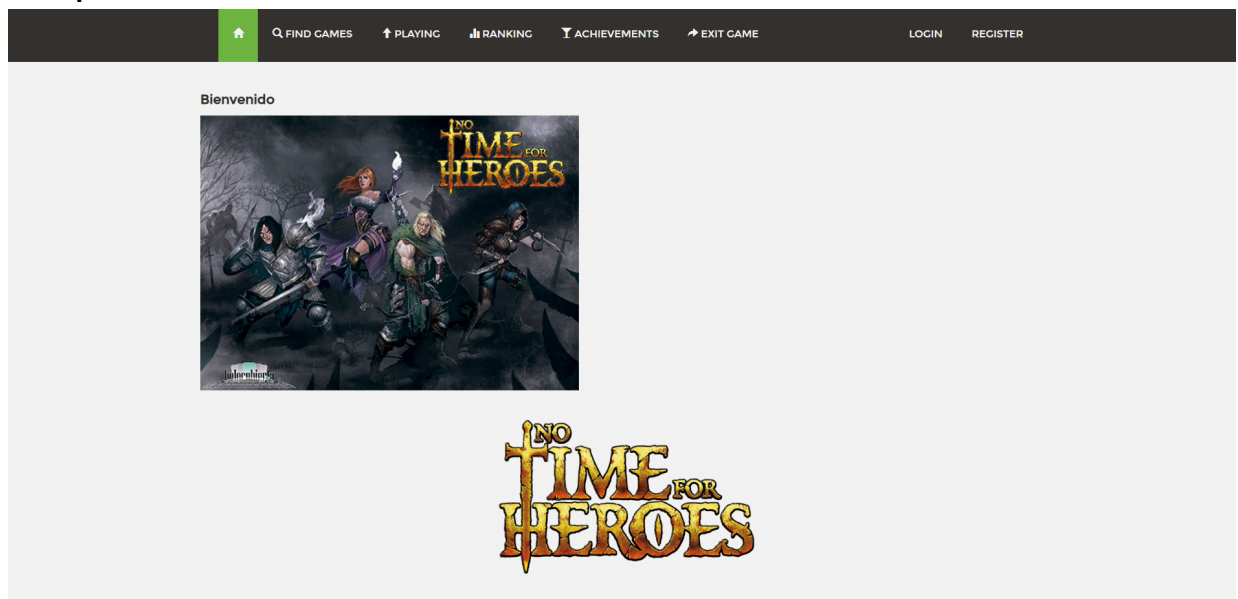 FIND GAMES PLAYING RANKING ACHIEVEMENTS EXIT GAME LOGIN REGISTER
Bienvenido
NO
TIME FOR
HEROES
NO
TIME FOR
HEROES